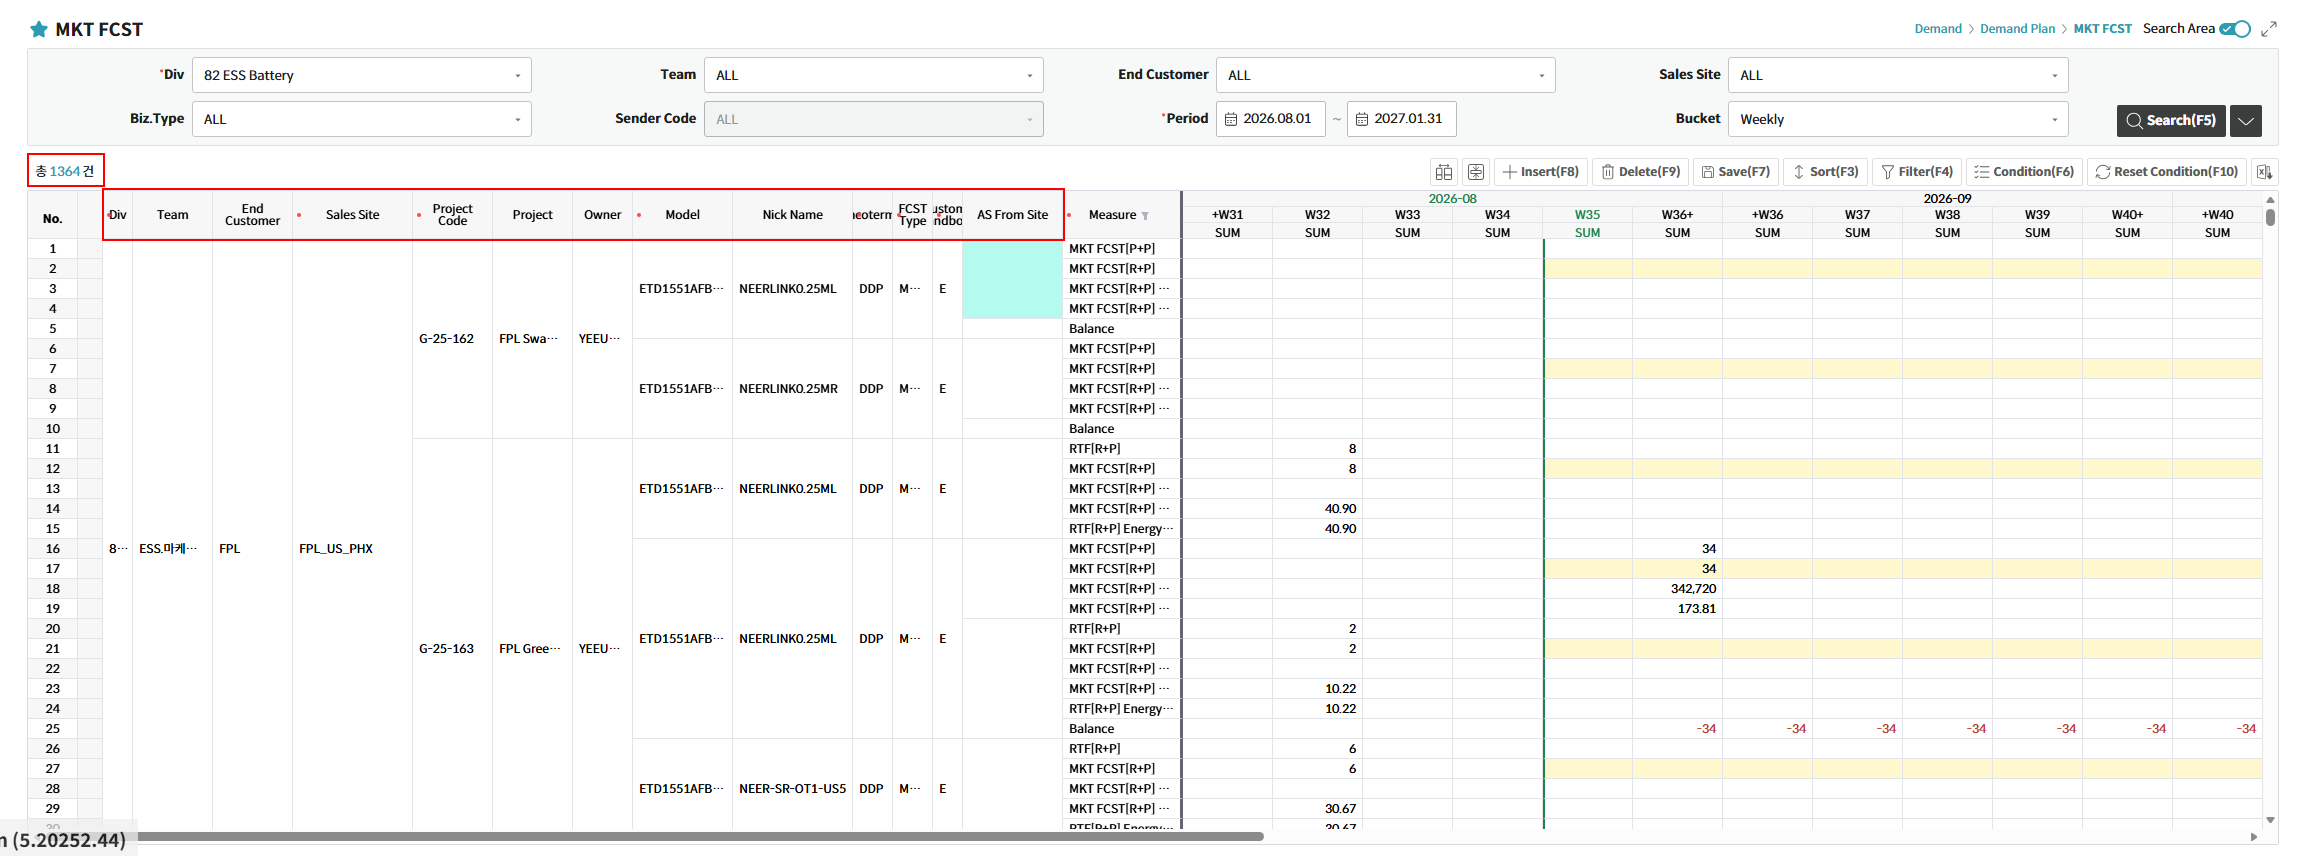 MKT FCST
Demand > Demand Plan > MKT FCST Search Area
*Div 82 ESS Battery Team ALL End Customer ALL Sales Site ALL
Biz.Type ALL Sender Code ALL *Period 2026.08.01 ~ 2027.01.31 Bucket Weekly Search(F5)
총 1364 건
Insert(F8) Delete(F9) Save(F7) Sort(F3) Filter(F4) Condition(F6) Reset Condition(F10)
2026-08 2026-09
No. Div Team End Customer Sales Site Project Code Project Owner Model Nick Name FCST Type AS From Site Measure +W31 W32 W33 W34 W35 W36+ +W36 W37 W38 W39 W40+ +W40
SUM SUM SUM SUM SUM SUM SUM SUM SUM SUM SUM SUM
1 MKT FCST[P+P]
2 MKT FCST[R+P]
3 ETD1551AFB··· NEERLINK0.25ML DDP M··· E MKT FCST[R+P] ···
4 MKT FCST[R+P] ···
5 Balance
G-25-162 FPL Swa··· YEEU···
6 MKT FCST[P+P]
7 MKT FCST[R+P]
8 ETD1551AFB··· NEERLINK0.25MR DDP M··· E MKT FCST[R+P] ···
9 MKT FCST[R+P] ···
10 Balance
11 RTF[R+P] 8
12 MKT FCST[R+P] 8
13 ETD1551AFB··· NEERLINK0.25ML DDP M··· E MKT FCST[R+P] ···
14 MKT FCST[R+P] ··· 40.90
15 RTF[R+P] Energy··· 40.90
16 8··· ESS.마케··· FPL FPL_US_PHX MKT FCST[P+P] 34
17 MKT FCST[R+P] 34
18 MKT FCST[R+P] ··· 342,720
19 MKT FCST[R+P] ··· 173.81
20 RTF[R+P] 2
ETD1551AFB··· NEERLINK0.25ML DDP M··· E
21 G-25-163 FPL Gree··· YEEU··· MKT FCST[R+P] 2
22 MKT FCST[R+P] ···
23 MKT FCST[R+P] ··· 10.22
24 RTF[R+P] Energy··· 10.22
25 Balance -34 -34 -34 -34 -34 -34 -34
26 RTF[R+P] 6
27 MKT FCST[R+P] 6
28 ETD1551AFB··· NEER-SR-OT1-US5 DDP M··· E MKT FCST[R+P] ···
29 MKT FCST[R+P] ··· 30.67
30 RTF[R+P] Energy··· 30.67
(5.20252.44)